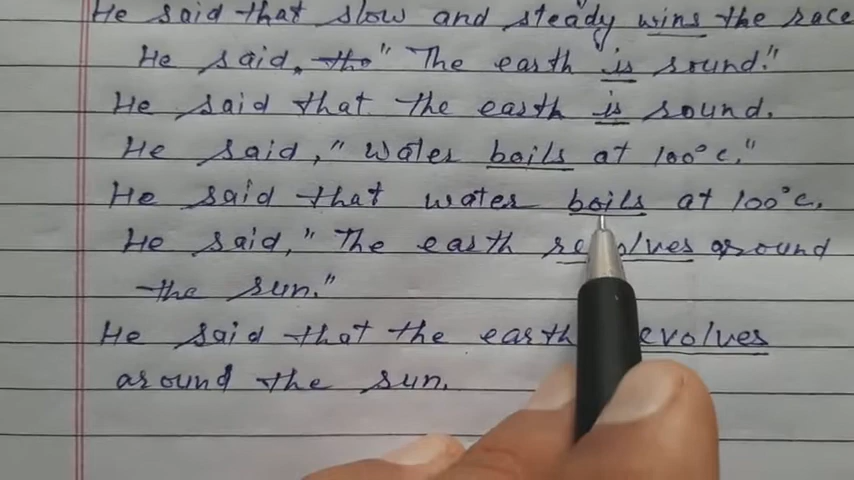 He said that slow and steady wins the race
He said, "The earth is round."
He said that the earth is round.
He said, "Water boils at 100°C."
He said that water boils at 100°C.
He said, "The earth revolves around
the sun."
He said that the earth revolves
around the sun.